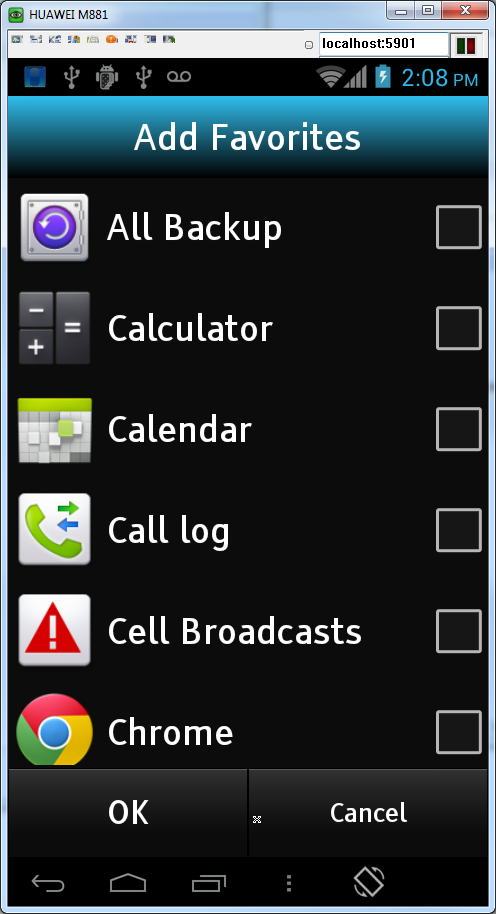 HUAWEI M881
localhost:5901
2:08 PM
Add Favorites
All Backup
Calculator
Calendar
Call log
Cell Broadcasts
Chrome
OK
Cancel